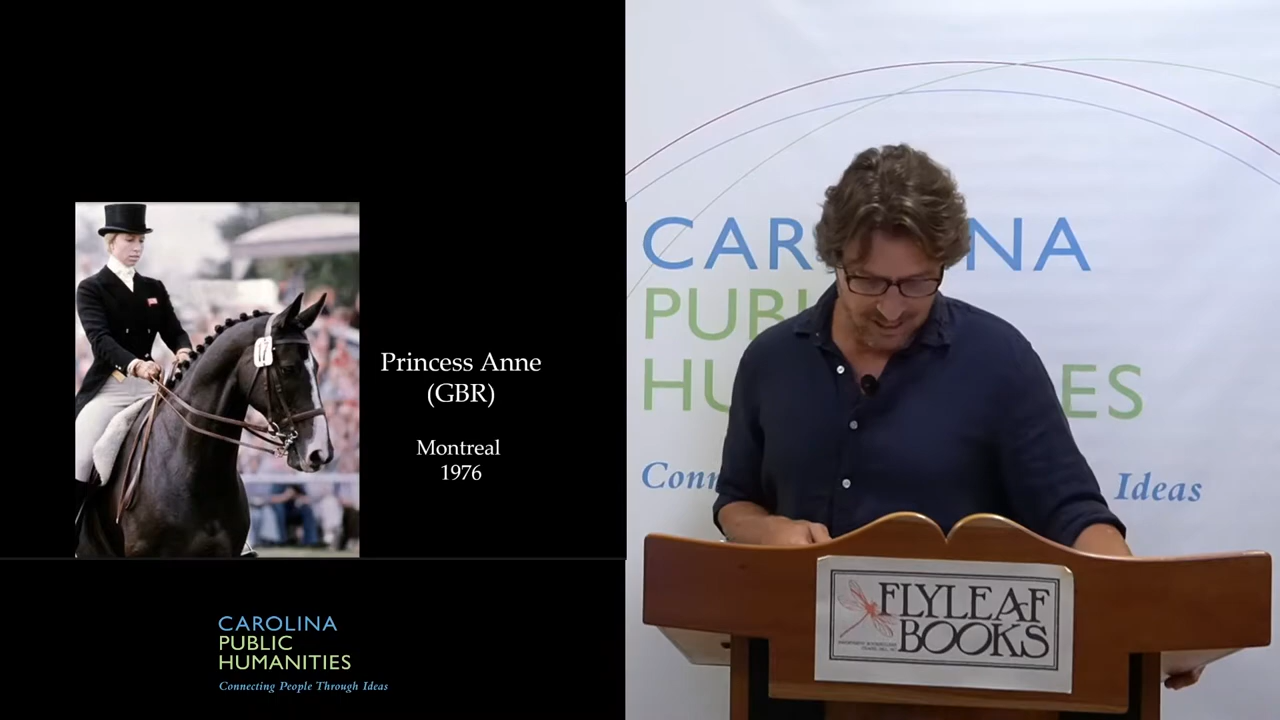 Princess Anne
(GBR)
Montreal
1976
CAROLINA
PUBLIC
HUMANITIES
Connecting People Through Ideas
CAR NA
PUB
HU ES
Conn Ideas
FLYLEAF
BOOKS